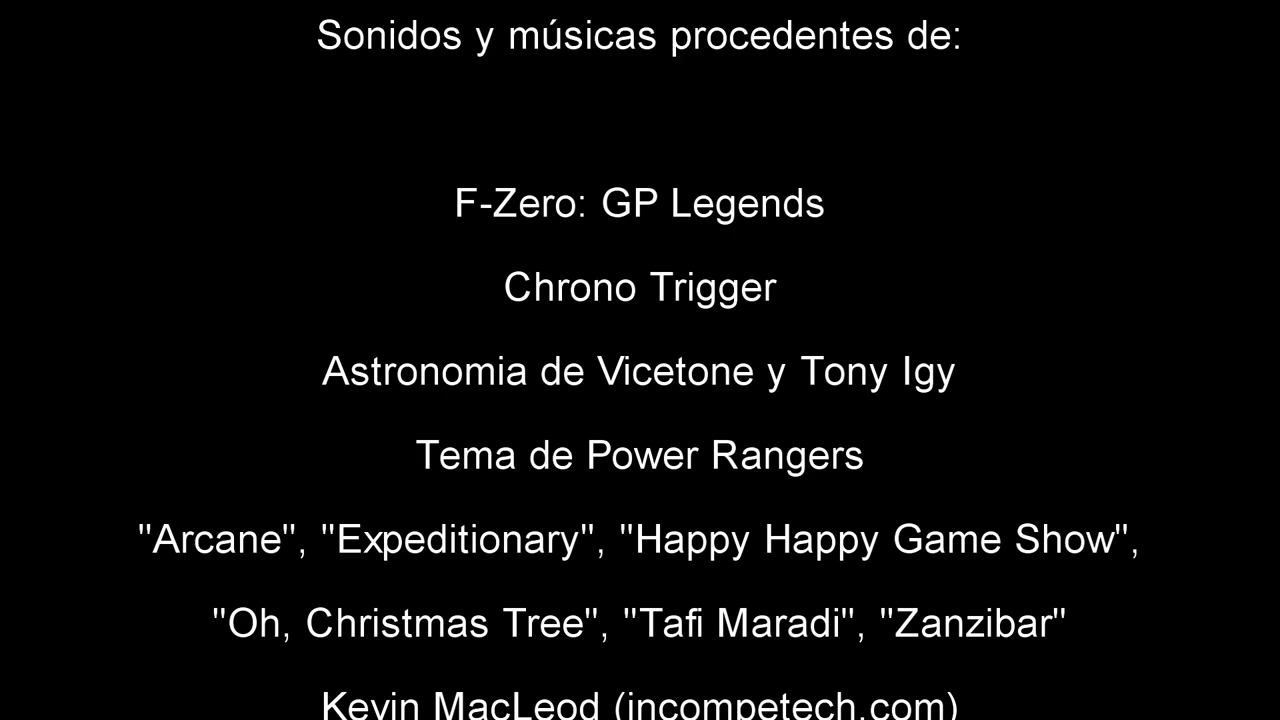 Sonidos y músicas procedentes de:
F-Zero: GP Legends
Chrono Trigger
Astronomia de Vicetone y Tony Igy
Tema de Power Rangers
"Arcane", "Expeditionary", "Happy Happy Game Show",
"Oh, Christmas Tree", "Tafi Maradi", "Zanzibar"
Kevin MacLeod (incompetech.com)